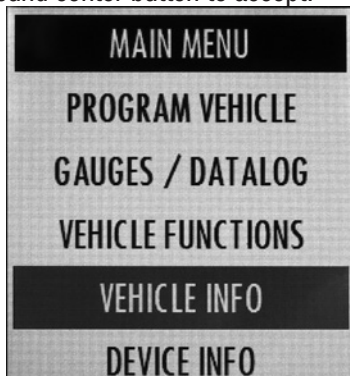 MAIN MENU
PROGRAM VEHICLE
GAUGES / DATALOG
VEHICLE FUNCTIONS
VEHICLE INFO
DEVICE INFO